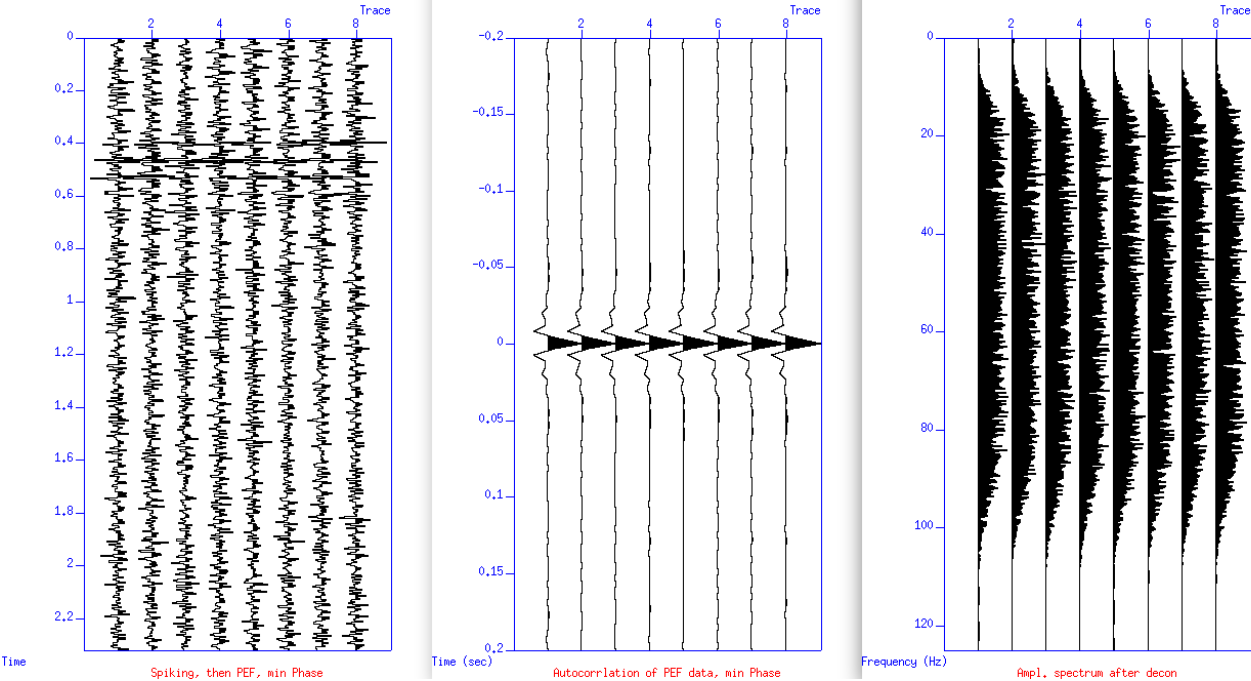 Trace
2 4 6 8
0
0.2
0.4
0.6
0.8
1
1.2
1.4
1.6
1.8
2
2.2
Time
Spiking, then PEF, min Phase
Trace
2 4 6 8
-0.2
-0.15
-0.1
-0.05
0
0.05
0.1
0.15
0.2
Time (sec)
Autocorrlation of PEF data, min Phase
Trace
2 4 6 8
0
20
40
60
80
100
120
Frequency (Hz)
Ampl. spectrum after decon